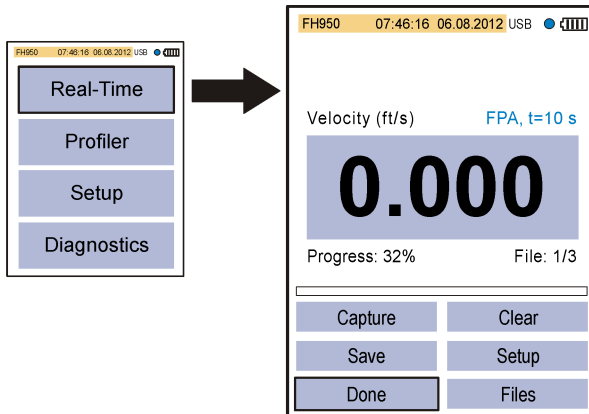 FH950 07:46:16 06.08.2012 USB
Real-Time
Profiler
Setup
Diagnostics
FH950 07:46:16 06.08.2012 USB
Velocity (ft/s) FPA, t=10 s
0.000
Progress: 32% File: 1/3
Capture Clear
Save Setup
Done Files